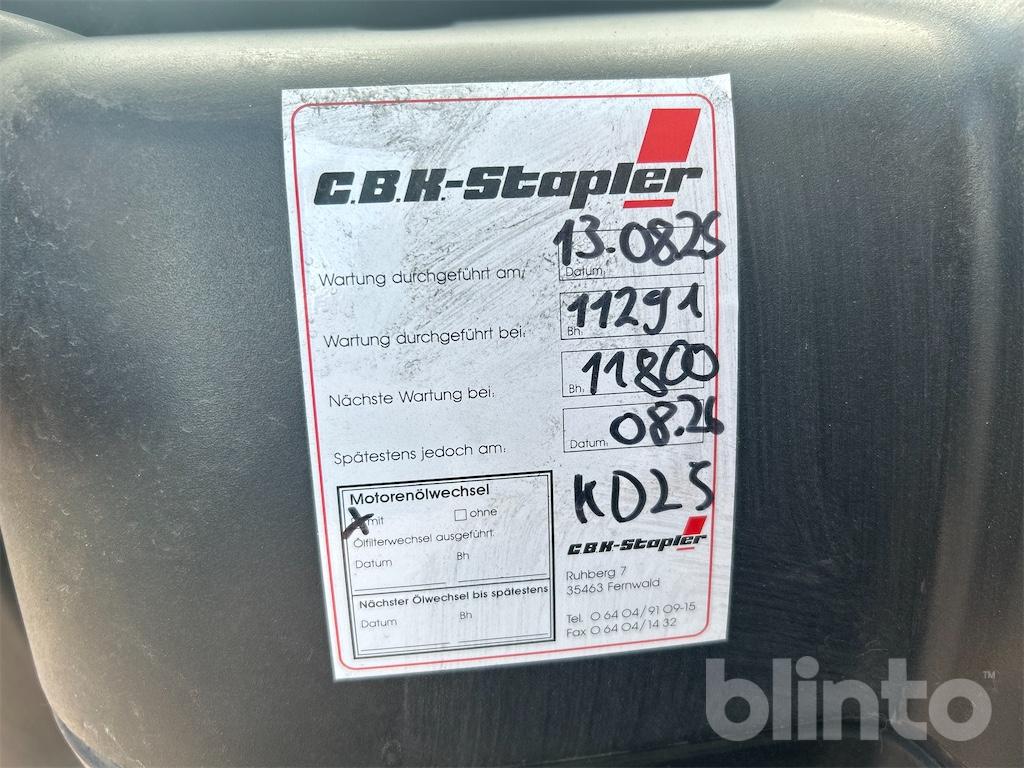 C.B.K.-Stapler
Wartung durchgeführt am: Datum: 13.08.25
Wartung durchgeführt bei: Bh: 11291
Nächste Wartung bei: Bh: 11800
Spätestens jedoch am: Datum: 08.26
Motorenölwechsel
X mit ohne
Ölfilterwechsel ausgeführt:
Datum Bh
Nächster Ölwechsel bis spätestens
Datum Bh
KD25
C.B.K-Stapler
Ruhberg 7
35463 Fernwald
Tel. 0 64 04/91 09-15
Fax 0 64 04/14 32
blinto™